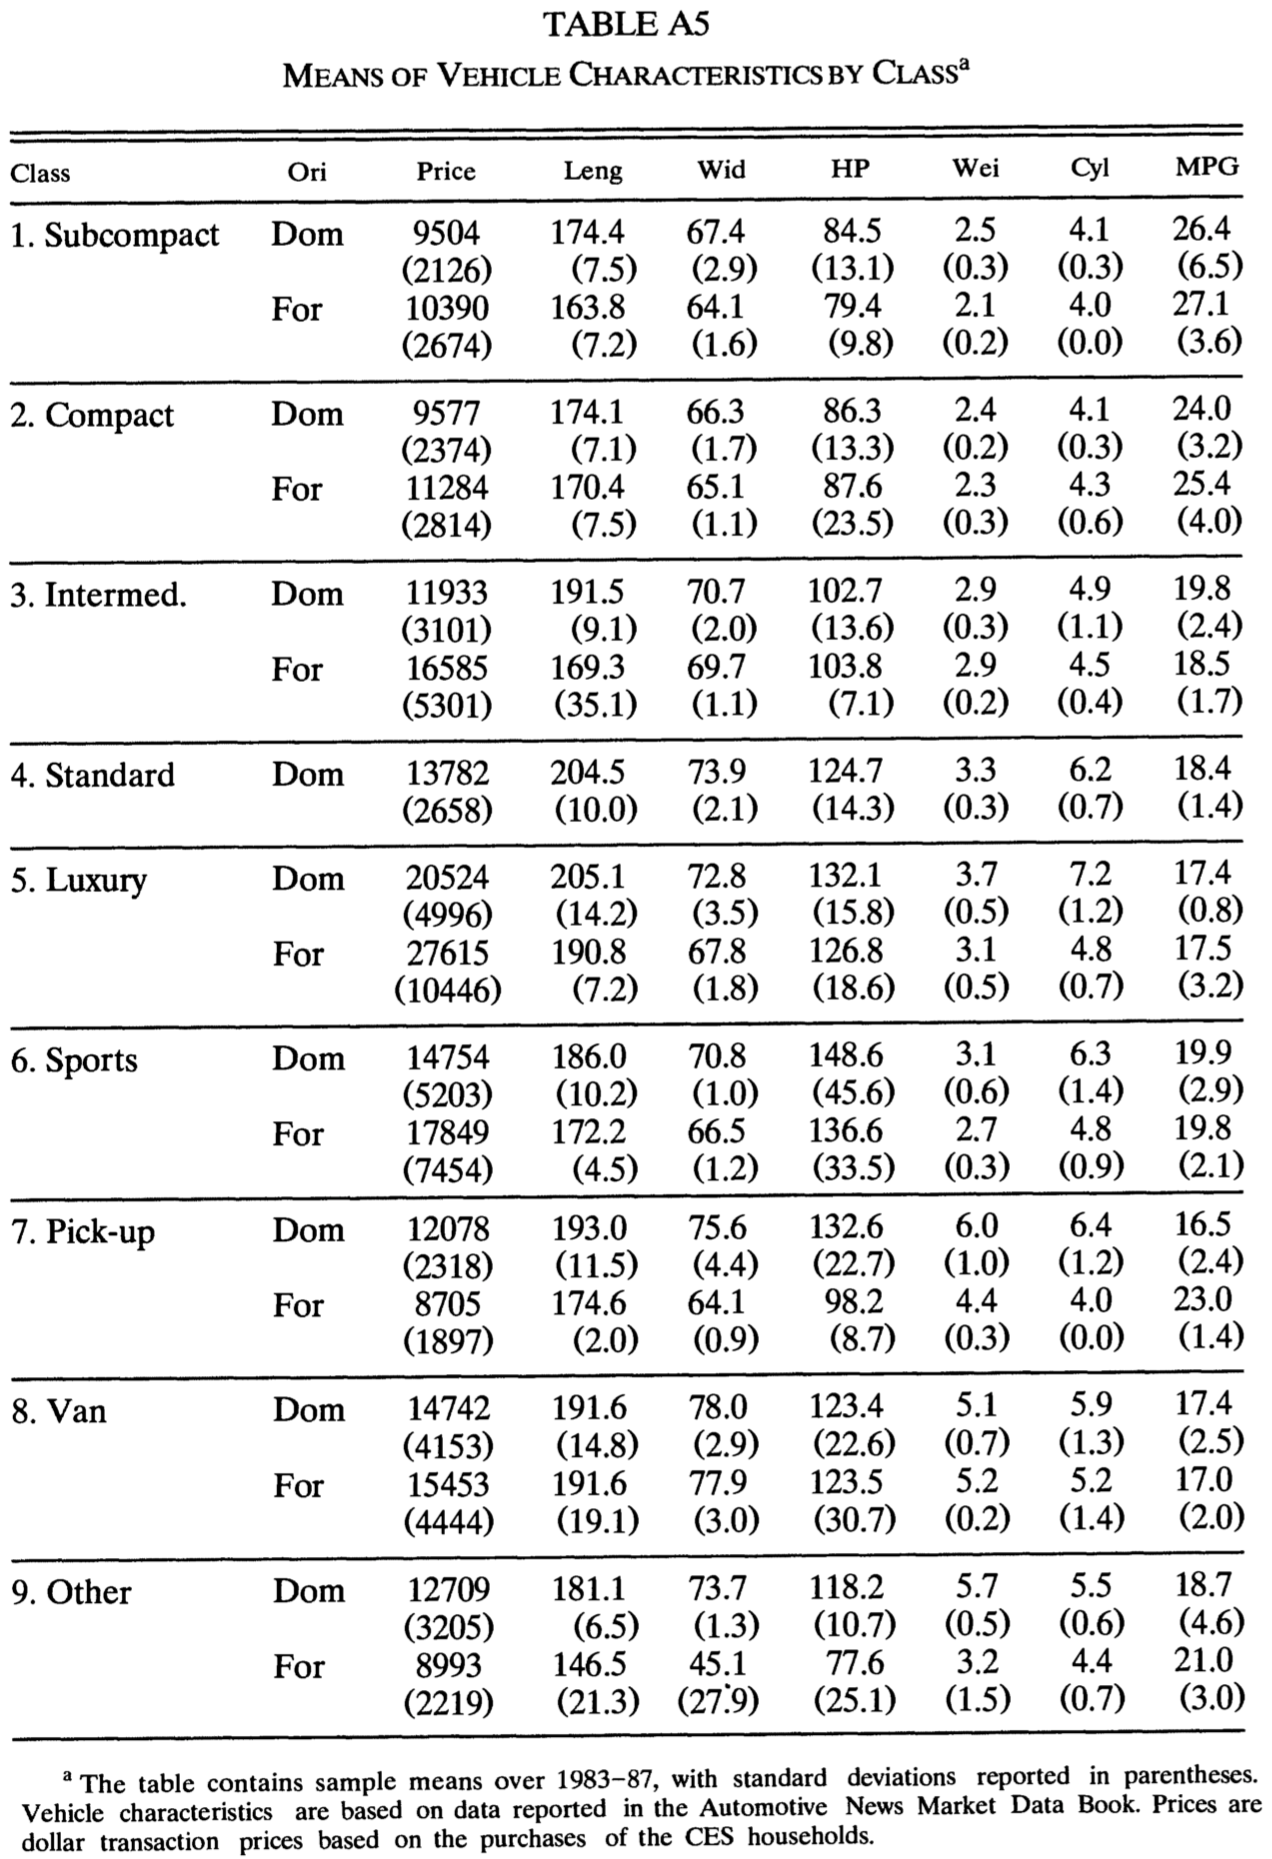 TABLE A5
MEANS OF VEHICLE CHARACTERISTICS BY CLASSᵃ
Class Ori Price Leng Wid HP Wei Cyl MPG
1. Subcompact Dom 9504 174.4 67.4 84.5 2.5 4.1 26.4
(2126) (7.5) (2.9) (13.1) (0.3) (0.3) (6.5)
For 10390 163.8 64.1 79.4 2.1 4.0 27.1
(2674) (7.2) (1.6) (9.8) (0.2) (0.0) (3.6)
2. Compact Dom 9577 174.1 66.3 86.3 2.4 4.1 24.0
(2374) (7.1) (1.7) (13.3) (0.2) (0.3) (3.2)
For 11284 170.4 65.1 87.6 2.3 4.3 25.4
(2814) (7.5) (1.1) (23.5) (0.3) (0.6) (4.0)
3. Intermed. Dom 11933 191.5 70.7 102.7 2.9 4.9 19.8
(3101) (9.1) (2.0) (13.6) (0.3) (1.1) (2.4)
For 16585 169.3 69.7 103.8 2.9 4.5 18.5
(5301) (35.1) (1.1) (7.1) (0.2) (0.4) (1.7)
4. Standard Dom 13782 204.5 73.9 124.7 3.3 6.2 18.4
(2658) (10.0) (2.1) (14.3) (0.3) (0.7) (1.4)
5. Luxury Dom 20524 205.1 72.8 132.1 3.7 7.2 17.4
(4996) (14.2) (3.5) (15.8) (0.5) (1.2) (0.8)
For 27615 190.8 67.8 126.8 3.1 4.8 17.5
(10446) (7.2) (1.8) (18.6) (0.5) (0.7) (3.2)
6. Sports Dom 14754 186.0 70.8 148.6 3.1 6.3 19.9
(5203) (10.2) (1.0) (45.6) (0.6) (1.4) (2.9)
For 17849 172.2 66.5 136.6 2.7 4.8 19.8
(7454) (4.5) (1.2) (33.5) (0.3) (0.9) (2.1)
7. Pick-up Dom 12078 193.0 75.6 132.6 6.0 6.4 16.5
(2318) (11.5) (4.4) (22.7) (1.0) (1.2) (2.4)
For 8705 174.6 64.1 98.2 4.4 4.0 23.0
(1897) (2.0) (0.9) (8.7) (0.3) (0.0) (1.4)
8. Van Dom 14742 191.6 78.0 123.4 5.1 5.9 17.4
(4153) (14.8) (2.9) (22.6) (0.7) (1.3) (2.5)
For 15453 191.6 77.9 123.5 5.2 5.2 17.0
(4444) (19.1) (3.0) (30.7) (0.2) (1.4) (2.0)
9. Other Dom 12709 181.1 73.7 118.2 5.7 5.5 18.7
(3205) (6.5) (1.3) (10.7) (0.5) (0.6) (4.6)
For 8993 146.5 45.1 77.6 3.2 4.4 21.0
(2219) (21.3) (27.9) (25.1) (1.5) (0.7) (3.0)
ᵃ The table contains sample means over 1983–87, with standard deviations reported in parentheses.
Vehicle characteristics are based on data reported in the Automotive News Market Data Book. Prices are
dollar transaction prices based on the purchases of the CES households.